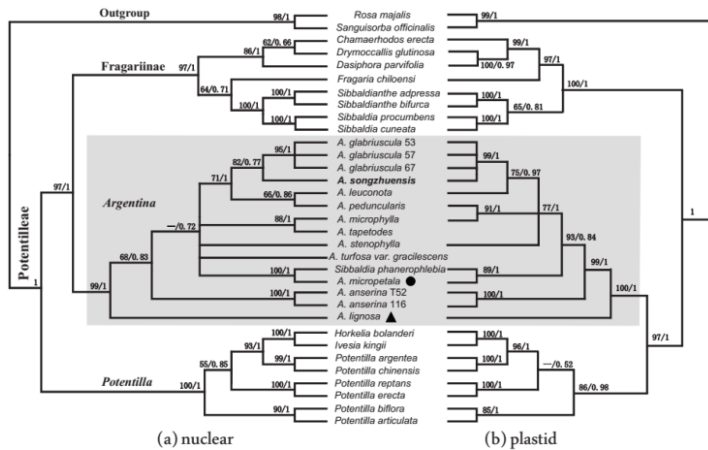 Outgroup
98/1
Rosa majalis
99/1
Sanguisorba officinalis
62/0.66
Chamaerhodos erecta
99/1
86/1
Drymocallis glutinosa
Fragariinae
97/1
Dasiphora parvifolia
100/0.97
97/1
64/0.71
Fragaria chiloensi
100/1
100/1
Sibbaldianthe adpressa
100/1
100/1
Sibbaldianthe bifurca
65/0.81
100/1
Sibbaldia procumbens
100/1
Sibbaldia cuneata
A. glabriuscula 53
95/1
A. glabriuscula 57
99/1
82/0.77
A. glabriuscula 67
71/1
A. songzhuensis
75/0.97
97/1
Argentina
66/0.86
A. leuconota
A. peduncularis
91/1
77/1
1
Potentilleae
—/0.72
88/1
A. microphylla
A. tapetodes
93/0.84
68/0.83
A. stenophylla
A. turfosa var. gracilescens
99/1
100/1
Sibbaldia phanerophlebia
89/1
1
99/1
A. micropetala
100/1
100/1
A. anserina T52
100/1
A. anserina 116
A. lignosa
100/1
Horkelia bolanderi
100/1
97/1
93/1
Ivesia kingii
96/1
55/0.85
99/1
Potentilla argentea
100/1
—/0.52
Potentilla chinensis
Potentilla
100/1
100/1
Potentilla reptans
100/1
86/0.98
Potentilla erecta
90/1
Potentilla biflora
85/1
Potentilla articulata
(a) nuclear
(b) plastid